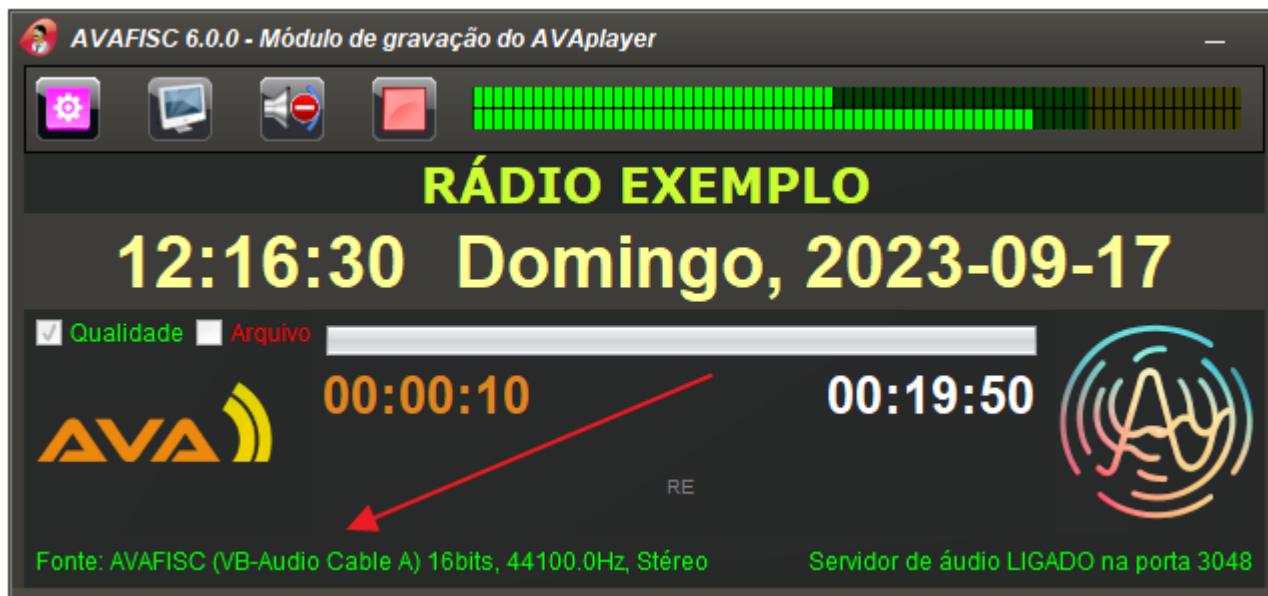 AVAFISC 6.0.0 - Módulo de gravação do AVAplayer
RÁDIO EXEMPLO
12:16:30 Domingo, 2023-09-17
Qualidade Arquivo
00:00:10 00:19:50
AVA
RE
Fonte: AVAFISC (VB-Audio Cable A) 16bits, 44100.0Hz, Stéreo Servidor de áudio LIGADO na porta 3048